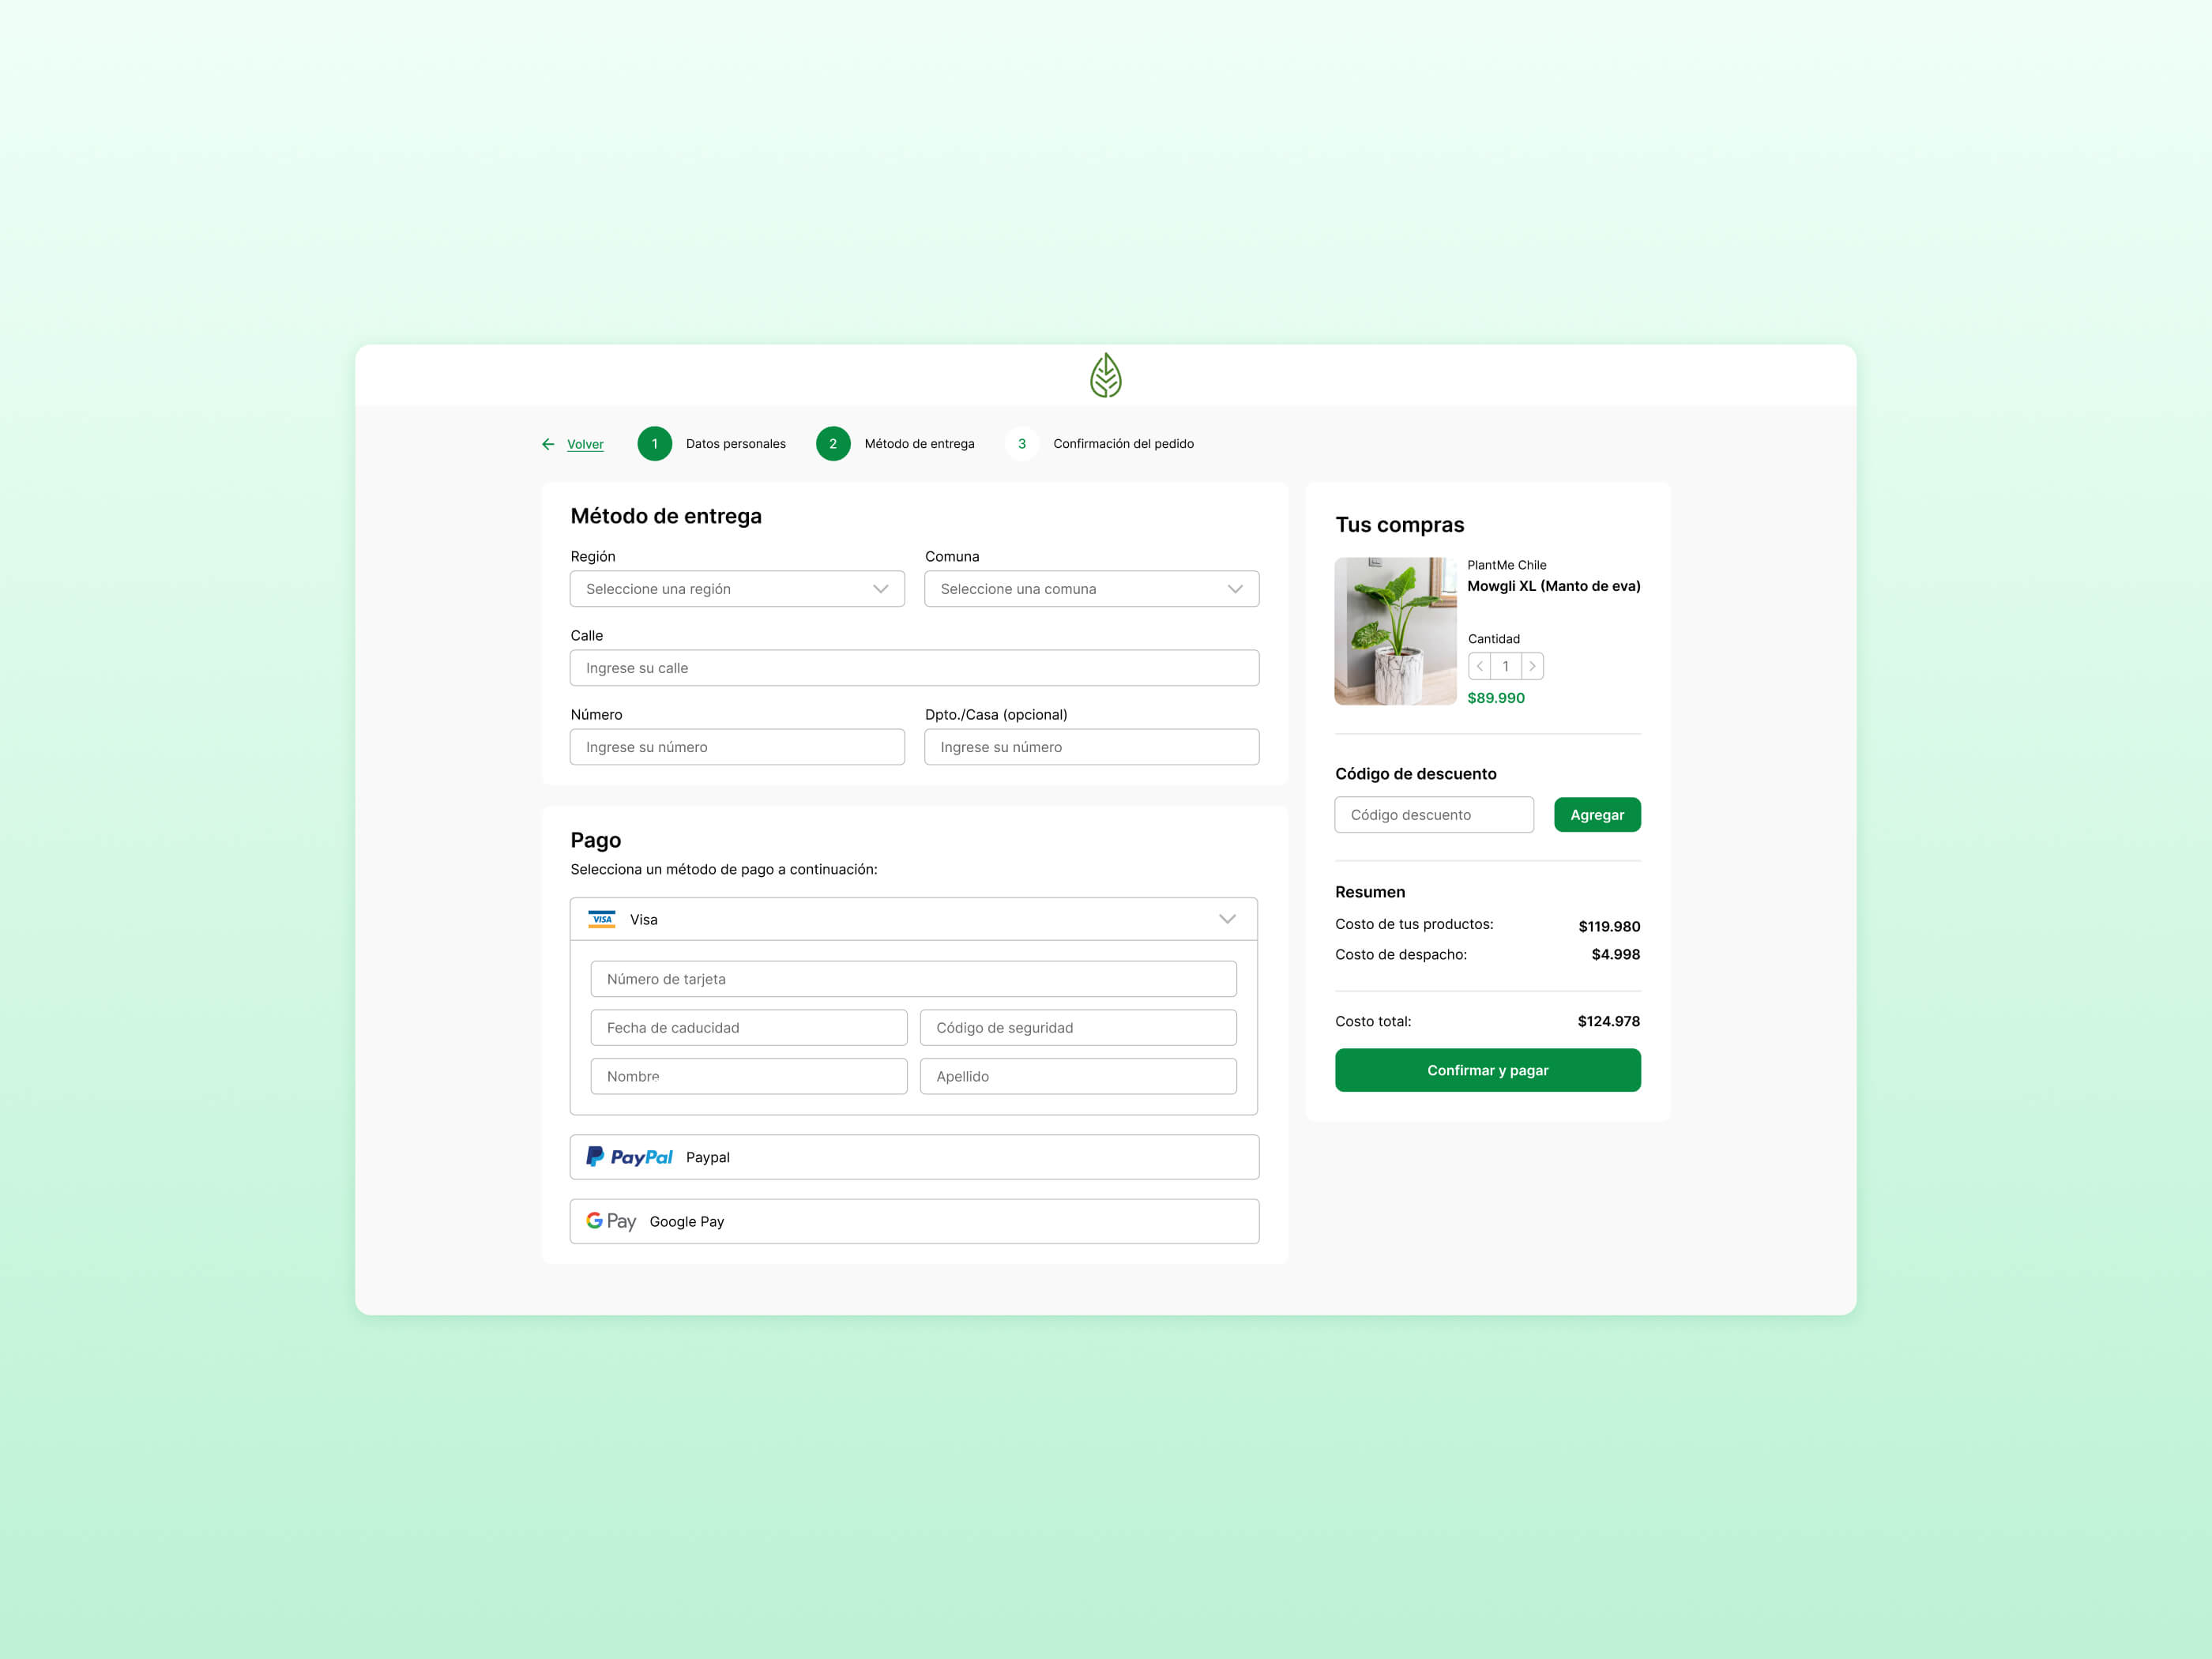 Volver
1 Datos personales
2 Método de entrega
3 Confirmación del pedido
Método de entrega
Región
Comuna
Seleccione una región
Seleccione una comuna
Calle
Ingrese su calle
Número
Dpto./Casa (opcional)
Ingrese su número
Ingrese su número
Pago
Selecciona un método de pago a continuación:
VISA Visa
Número de tarjeta
Fecha de caducidad
Código de seguridad
Nombre
Apellido
PayPal Paypal
G Pay Google Pay
Tus compras
PlantMe Chile
Mowgli XL (Manto de eva)
Cantidad
1
$89.990
Código de descuento
Código descuento
Agregar
Resumen
Costo de tus productos: $119.980
Costo de despacho: $4.998
Costo total: $124.978
Confirmar y pagar